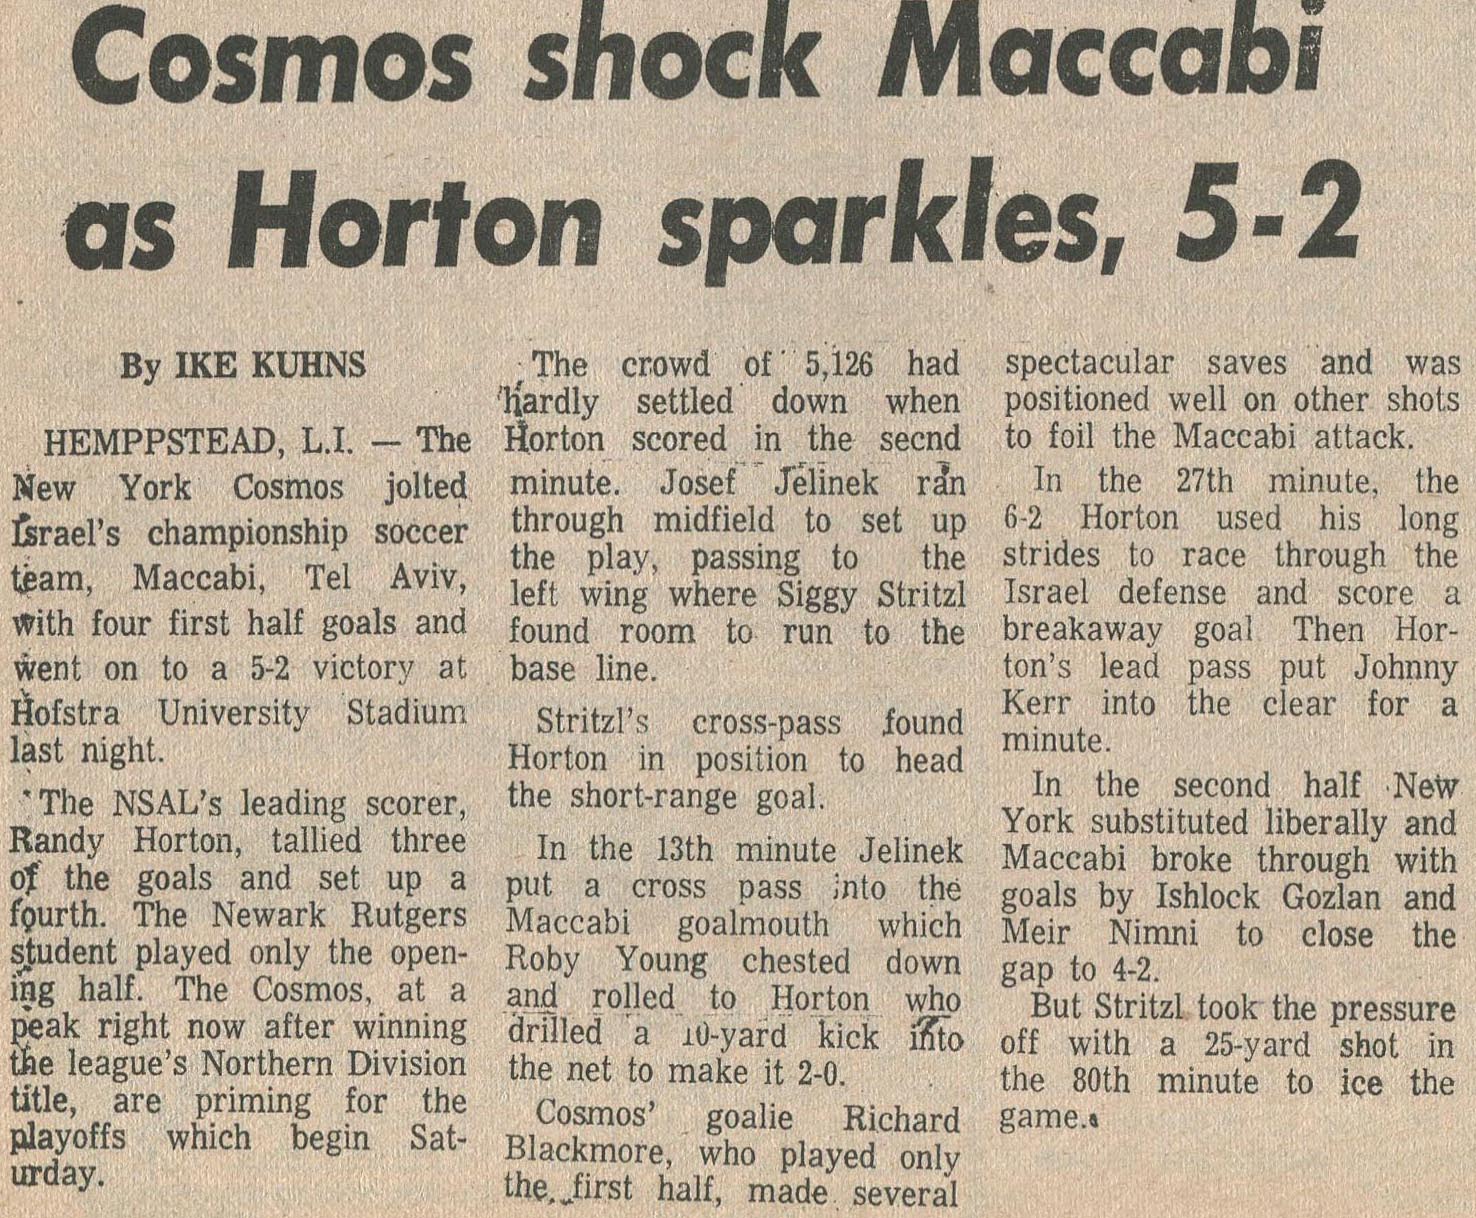 Cosmos shock Maccabi
as Horton sparkles, 5-2
By IKE KUHNS
HEMPPSTEAD, L.I. — The
New York Cosmos jolted
Israel's championship soccer
team, Maccabi, Tel Aviv,
with four first half goals and
went on to a 5-2 victory at
Hofstra University Stadium
last night.
The NSAL's leading scorer,
Randy Horton, tallied three
of the goals and set up a
fourth. The Newark Rutgers
student played only the open-
ing half. The Cosmos, at a
peak right now after winning
the league's Northern Division
title, are priming for the
playoffs which begin Sat-
urday.
The crowd of 5,126 had
hardly settled down when
Horton scored in the secnd
minute. Josef Jelinek ran
through midfield to set up
the play, passing to the
left wing where Siggy Stritzl
found room to run to the
base line.
Stritzl's cross-pass found
Horton in position to head
the short-range goal.
In the 13th minute Jelinek
put a cross pass into the
Maccabi goalmouth which
Roby Young chested down
and rolled to Horton who
drilled a 10-yard kick into
the net to make it 2-0.
Cosmos' goalie Richard
Blackmore, who played only
the first half, made several
spectacular saves and was
positioned well on other shots
to foil the Maccabi attack.
In the 27th minute, the
6-2 Horton used his long
strides to race through the
Israel defense and score a
breakaway goal. Then Hor-
ton's lead pass put Johnny
Kerr into the clear for a
minute.
In the second half New
York substituted liberally and
Maccabi broke through with
goals by Ishlock Gozlan and
Meir Nimni to close the
gap to 4-2.
But Stritzl took the pressure
off with a 25-yard shot in
the 80th minute to ice the
game.